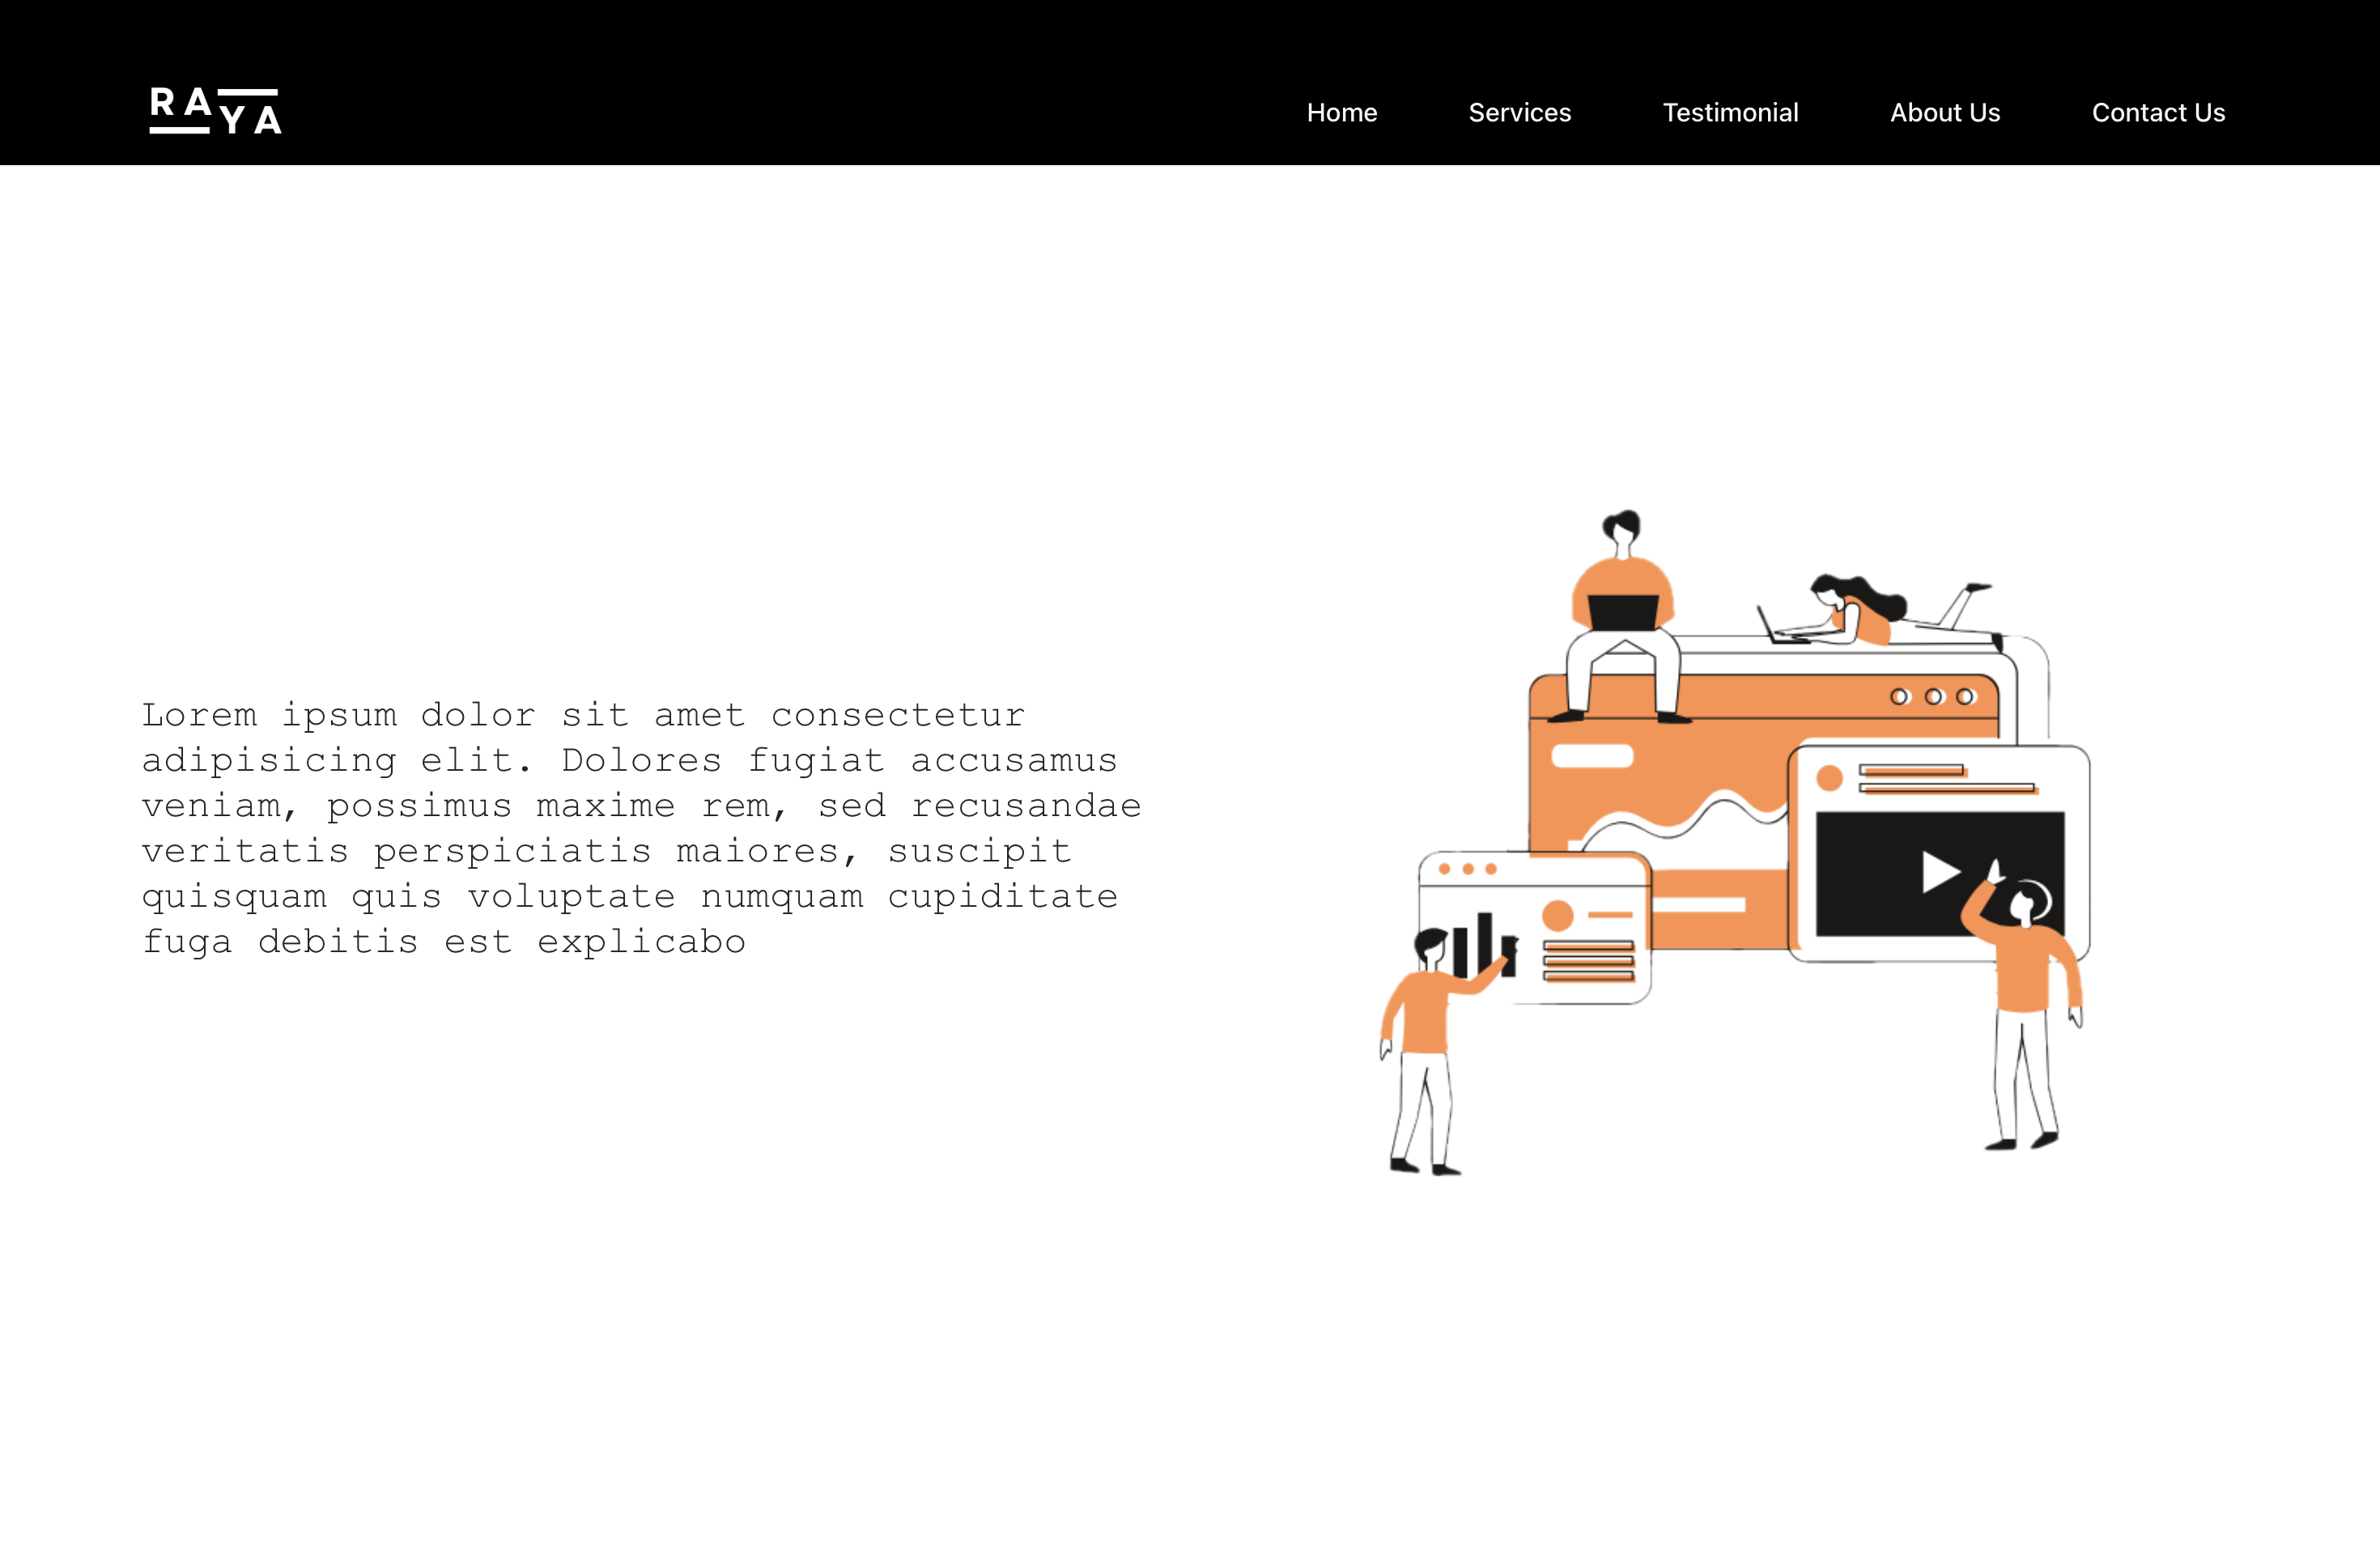 RAYA
Home Services Testimonial About Us Contact Us
Lorem ipsum dolor sit amet consectetur
adipisicing elit. Dolores fugiat accusamus
veniam, possimus maxime rem, sed recusandae
veritatis perspiciatis maiores, suscipit
quisquam quis voluptate numquam cupiditate
fuga debitis est explicabo